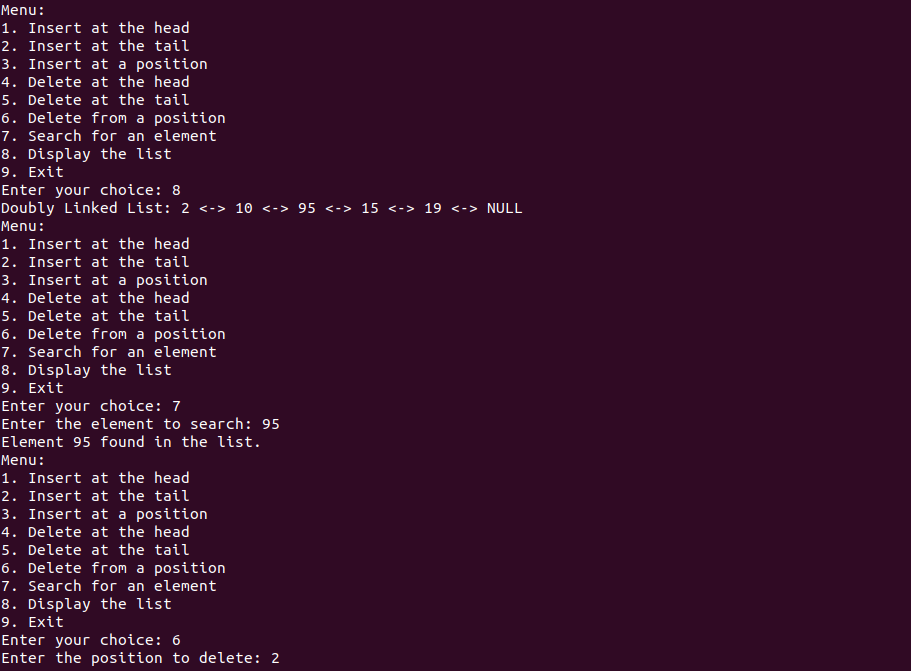 Menu:
1. Insert at the head
2. Insert at the tail
3. Insert at a position
4. Delete at the head
5. Delete at the tail
6. Delete from a position
7. Search for an element
8. Display the list
9. Exit
Enter your choice: 8
Doubly Linked List: 2 <-> 10 <-> 95 <-> 15 <-> 19 <-> NULL
Menu:
1. Insert at the head
2. Insert at the tail
3. Insert at a position
4. Delete at the head
5. Delete at the tail
6. Delete from a position
7. Search for an element
8. Display the list
9. Exit
Enter your choice: 7
Enter the element to search: 95
Element 95 found in the list.
Menu:
1. Insert at the head
2. Insert at the tail
3. Insert at a position
4. Delete at the head
5. Delete at the tail
6. Delete from a position
7. Search for an element
8. Display the list
9. Exit
Enter your choice: 6
Enter the position to delete: 2